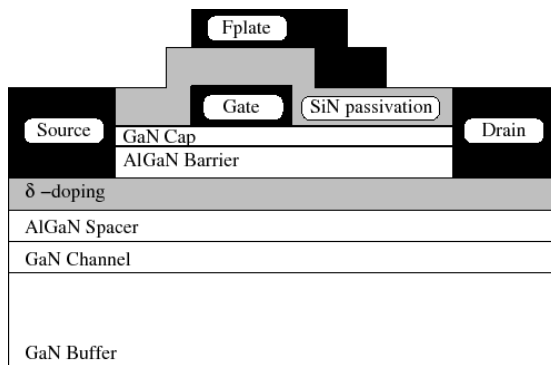 Fplate
Gate
SiN passivation
Source
Drain
GaN Cap
AlGaN Barrier
δ −doping
AlGaN Spacer
GaN Channel
GaN Buffer